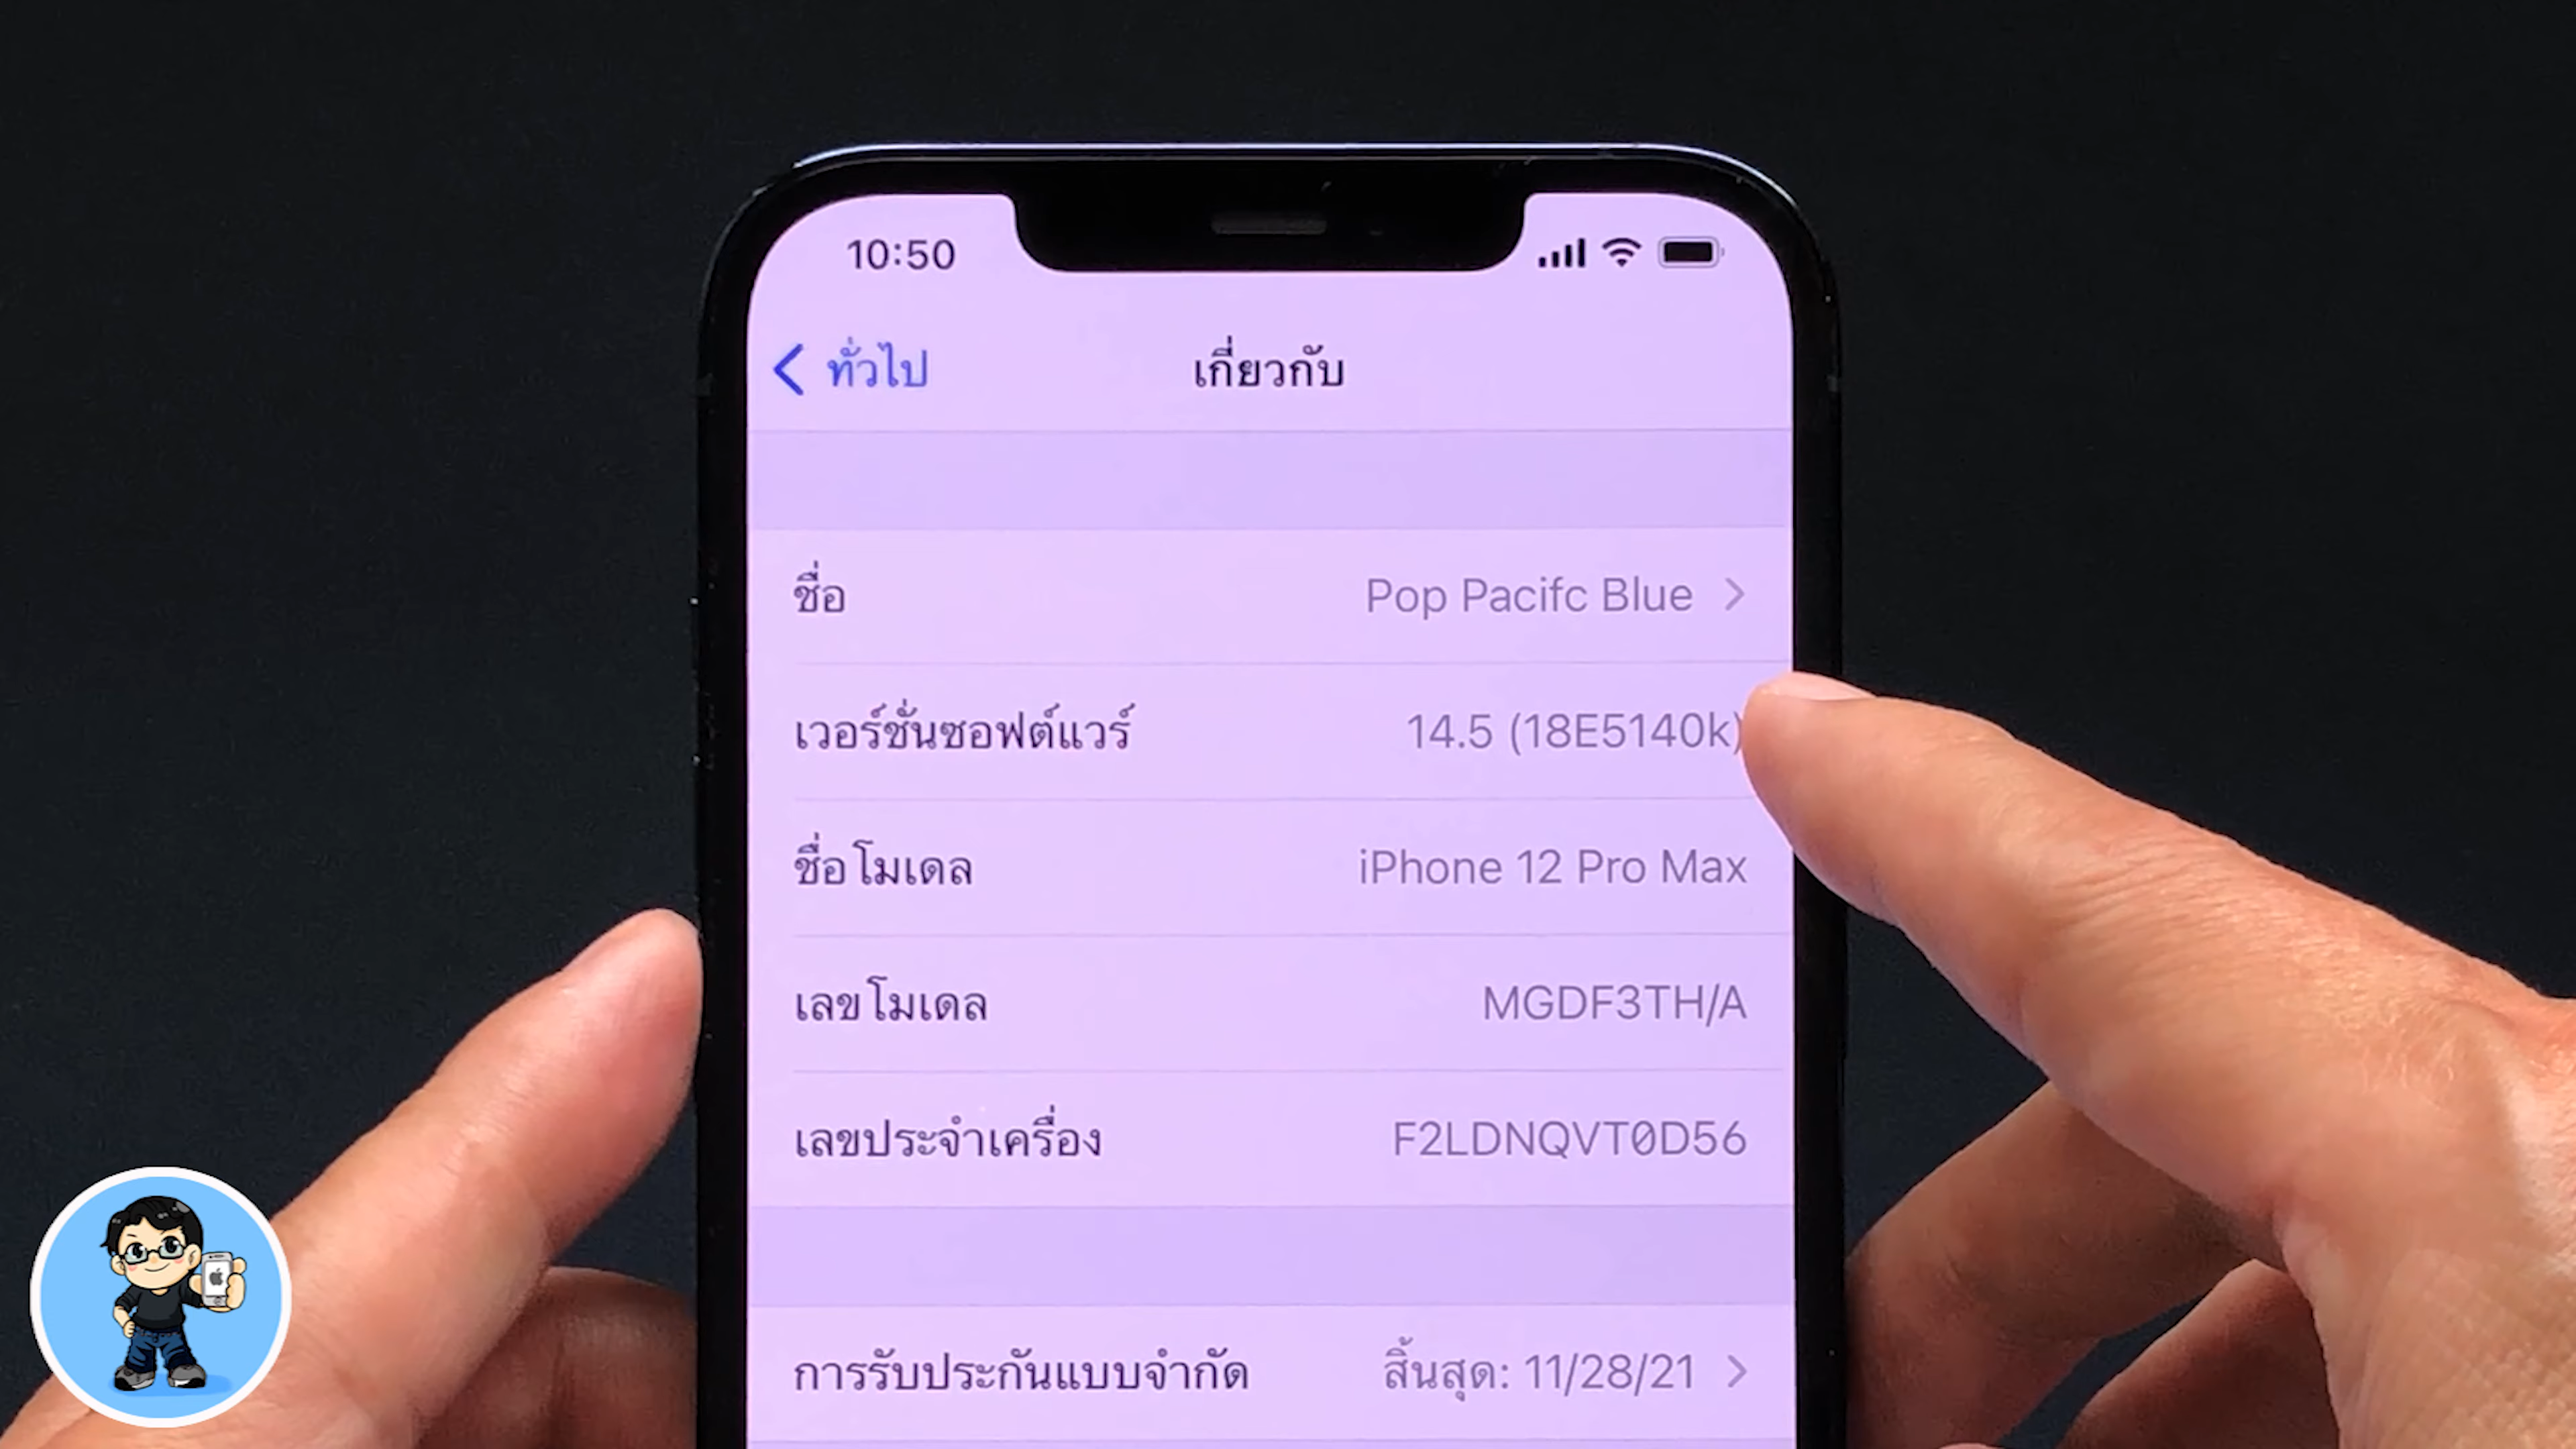 10:50
ทั่วไป
เกี่ยวกับ
ชื่อ Pop Pacifc Blue
เวอร์ชั่นซอฟต์แวร์ 14.5 (18E5140k)
ชื่อโมเดล iPhone 12 Pro Max
เลขโมเดล MGDF3TH/A
เลขประจำเครื่อง F2LDNQVT0D56
การรับประกันแบบจำกัด สิ้นสุด: 11/28/21